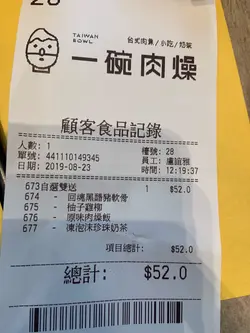 28
TAIWAN
BOWL
台式肉燥/小吃/奶茶
一碗肉燥
顧客食品記錄
人數: 1
檯號: 28
單號: 441110149345
員工: 盧誼雅
日期: 2019-08-23
時間: 12:19:37
673自選雙送 1 $52.0
674 - 回魂黑醋豬軟骨
675 - 柚子雞柳
676 - 原味肉燥飯
677 - 凍泡沫珍珠奶茶
項目總計: $52.0
總計: $52.0